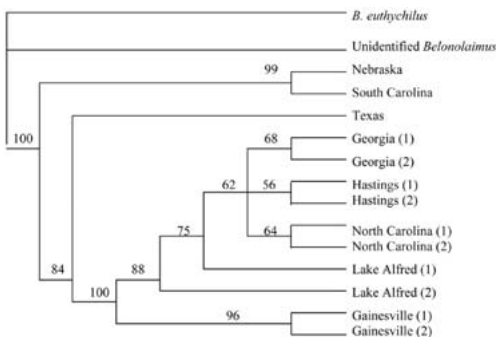 B. euthychilus
Unidentified Belonolaimus
99
Nebraska
South Carolina
Texas
100
68
Georgia (1)
Georgia (2)
62
56
Hastings (1)
Hastings (2)
64
North Carolina (1)
North Carolina (2)
75
Lake Alfred (1)
84
88
Lake Alfred (2)
100
96
Gainesville (1)
Gainesville (2)